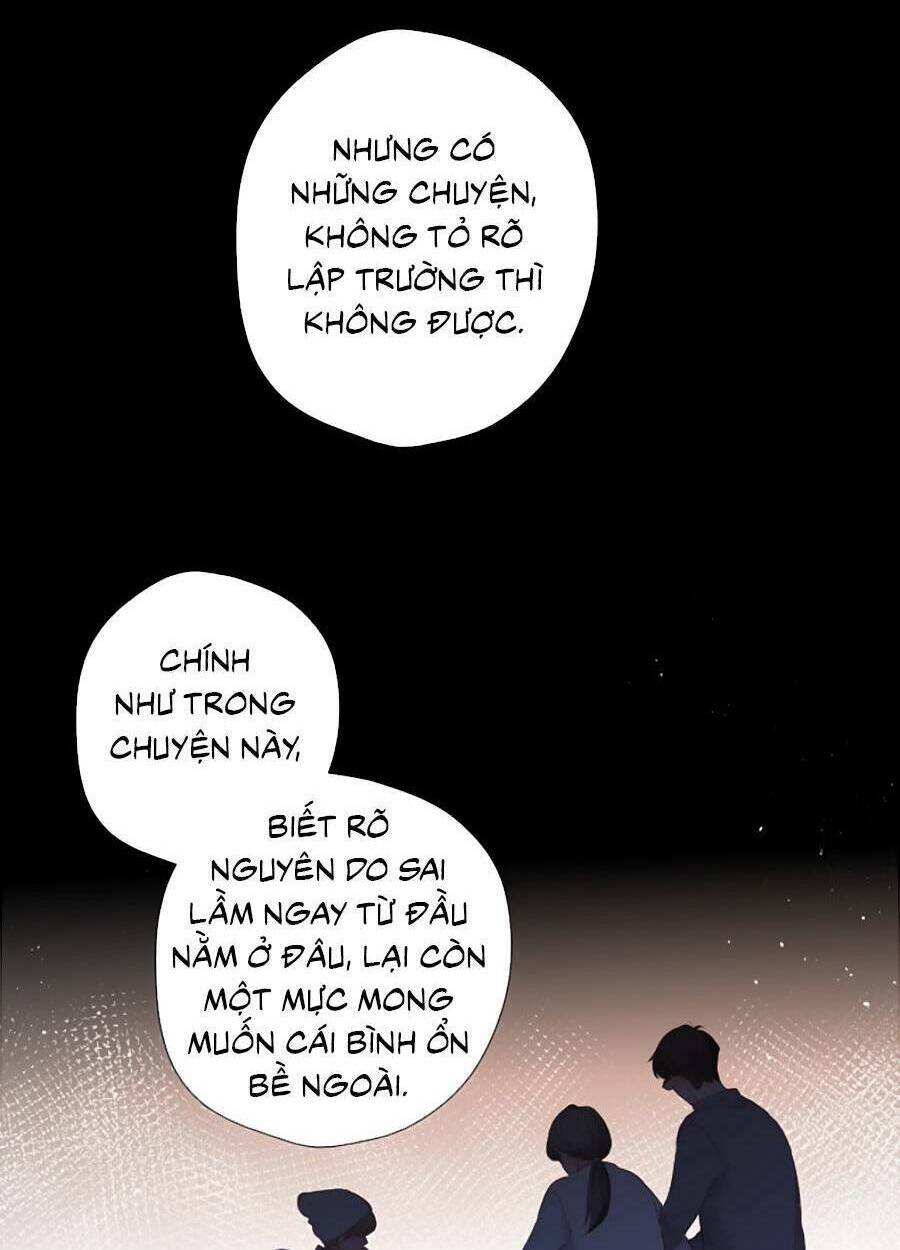 NHƯNG CÓ
NHỮNG CHUYỆN,
KHÔNG TỎ RÕ
LẬP TRƯỜNG THÌ
KHÔNG ĐƯỢC.
CHÍNH
NHƯ TRONG
CHUYỆN NÀY,
BIẾT RÕ
NGUYÊN DO SAI
LẦM NGAY TỪ ĐẦU
NẰM Ở ĐÂU, LẠI CÒN
MỘT MỰC MONG
MUỐN CÁI BÌNH ỔN
BỀ NGOÀI.